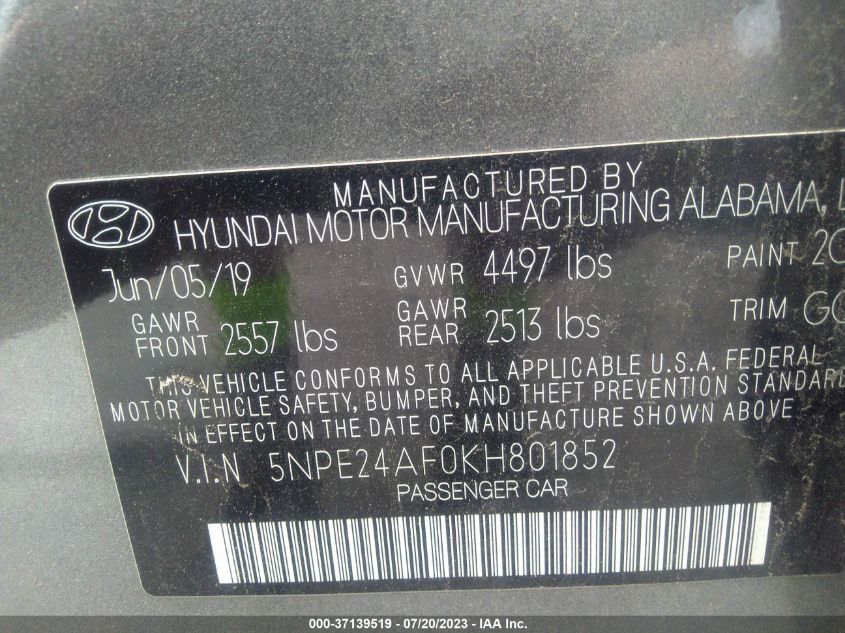 MANUFACTURED BY
HYUNDAI MOTOR MANUFACTURING ALABAMA, L
Jun/05/19 GVWR 4497 lbs PAINT 2C
GAWR FRONT 2557 lbs GAWR REAR 2513 lbs TRIM GC
THIS VEHICLE CONFORMS TO ALL APPLICABLE U.S.A. FEDERAL
MOTOR VEHICLE SAFETY, BUMPER, AND THEFT PREVENTION STANDARD
IN EFFECT ON THE DATE OF MANUFACTURE SHOWN ABOVE
V.I.N 5NPE24AF0KH801852
PASSENGER CAR
000-37139519 - 07/20/2023 - IAA Inc.